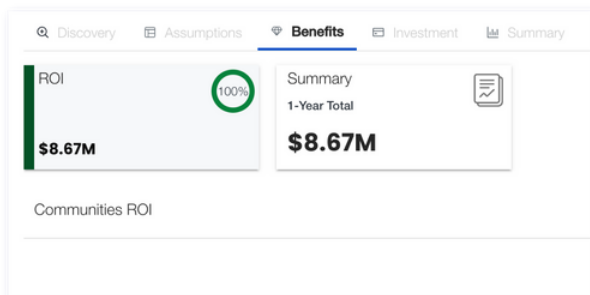 Discovery Assumptions Benefits Investment Summary
ROI
100%
$8.67M
Summary
1-Year Total
$8.67M
Communities ROI